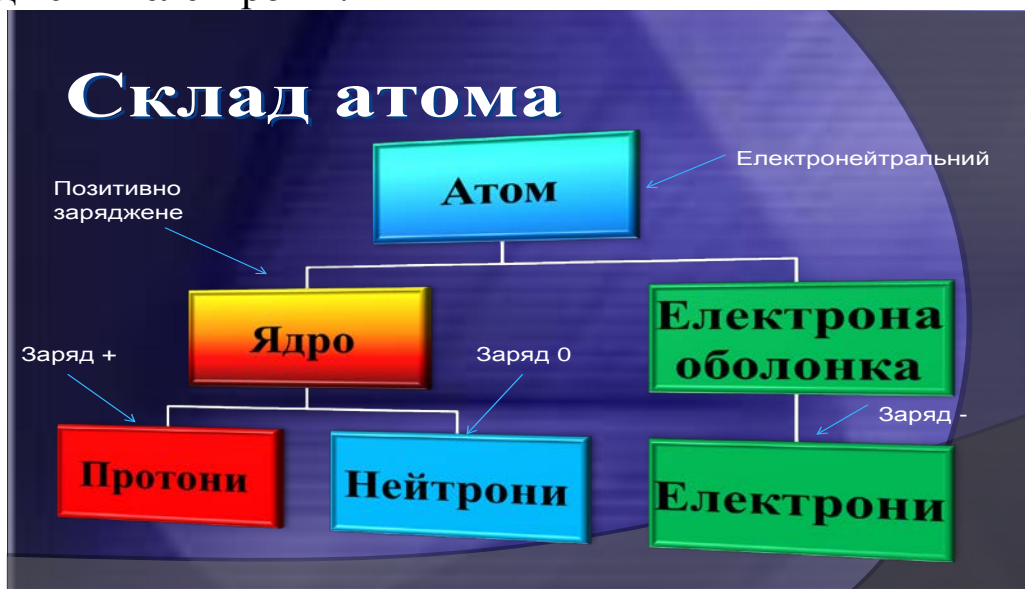 Склад атома
Атом
Електронейтральний
Позитивно
заряджене
Ядро
Електрона
оболонка
Заряд +
Заряд 0
Заряд -
Протони
Нейтрони
Електрони